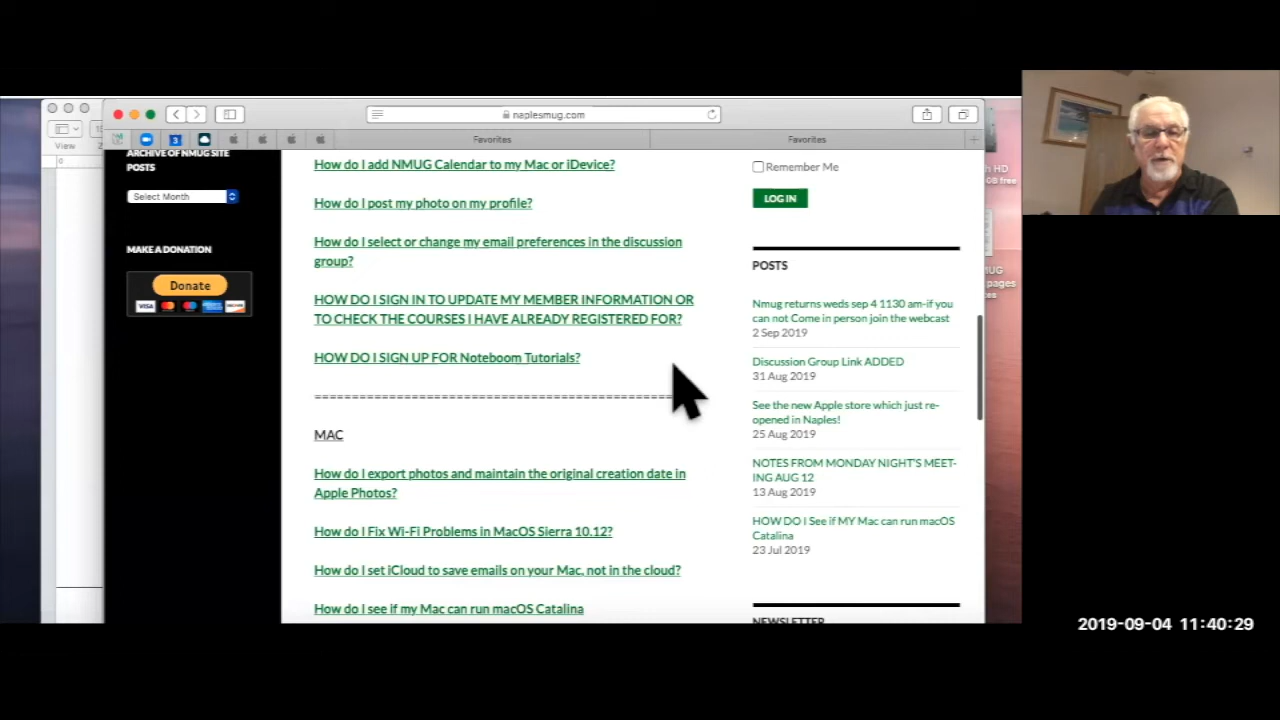 naplesmug.com
Favorites
Favorites
View
ARCHIVE OF NMUG SITE
POSTS
Select Month
MAKE A DONATION
Donate
VISA
How do I add NMUG Calendar to my Mac or iDevice?
How do I post my photo on my profile?
How do I select or change my email preferences in the discussion
group?
HOW DO I SIGN IN TO UPDATE MY MEMBER INFORMATION OR
TO CHECK THE COURSES I HAVE ALREADY REGISTERED FOR?
HOW DO I SIGN UP FOR Noteboom Tutorials?
MAC
How do I export photos and maintain the original creation date in
Apple Photos?
How do I Fix Wi-Fi Problems in MacOS Sierra 10.12?
How do I set iCloud to save emails on your Mac, not in the cloud?
How do I see if my Mac can run macOS Catalina
Remember Me
LOG IN
POSTS
Nmug returns weds sep 4 1130 am-if you
can not Come in person join the webcast
2 Sep 2019
Discussion Group Link ADDED
31 Aug 2019
See the new Apple store which just re-
opened in Naples!
25 Aug 2019
NOTES FROM MONDAY NIGHT'S MEET-
ING AUG 12
13 Aug 2019
HOW DO I See if MY Mac can run macOS
Catalina
23 Jul 2019
NEWSLETTER
2019-09-04 11:40:29